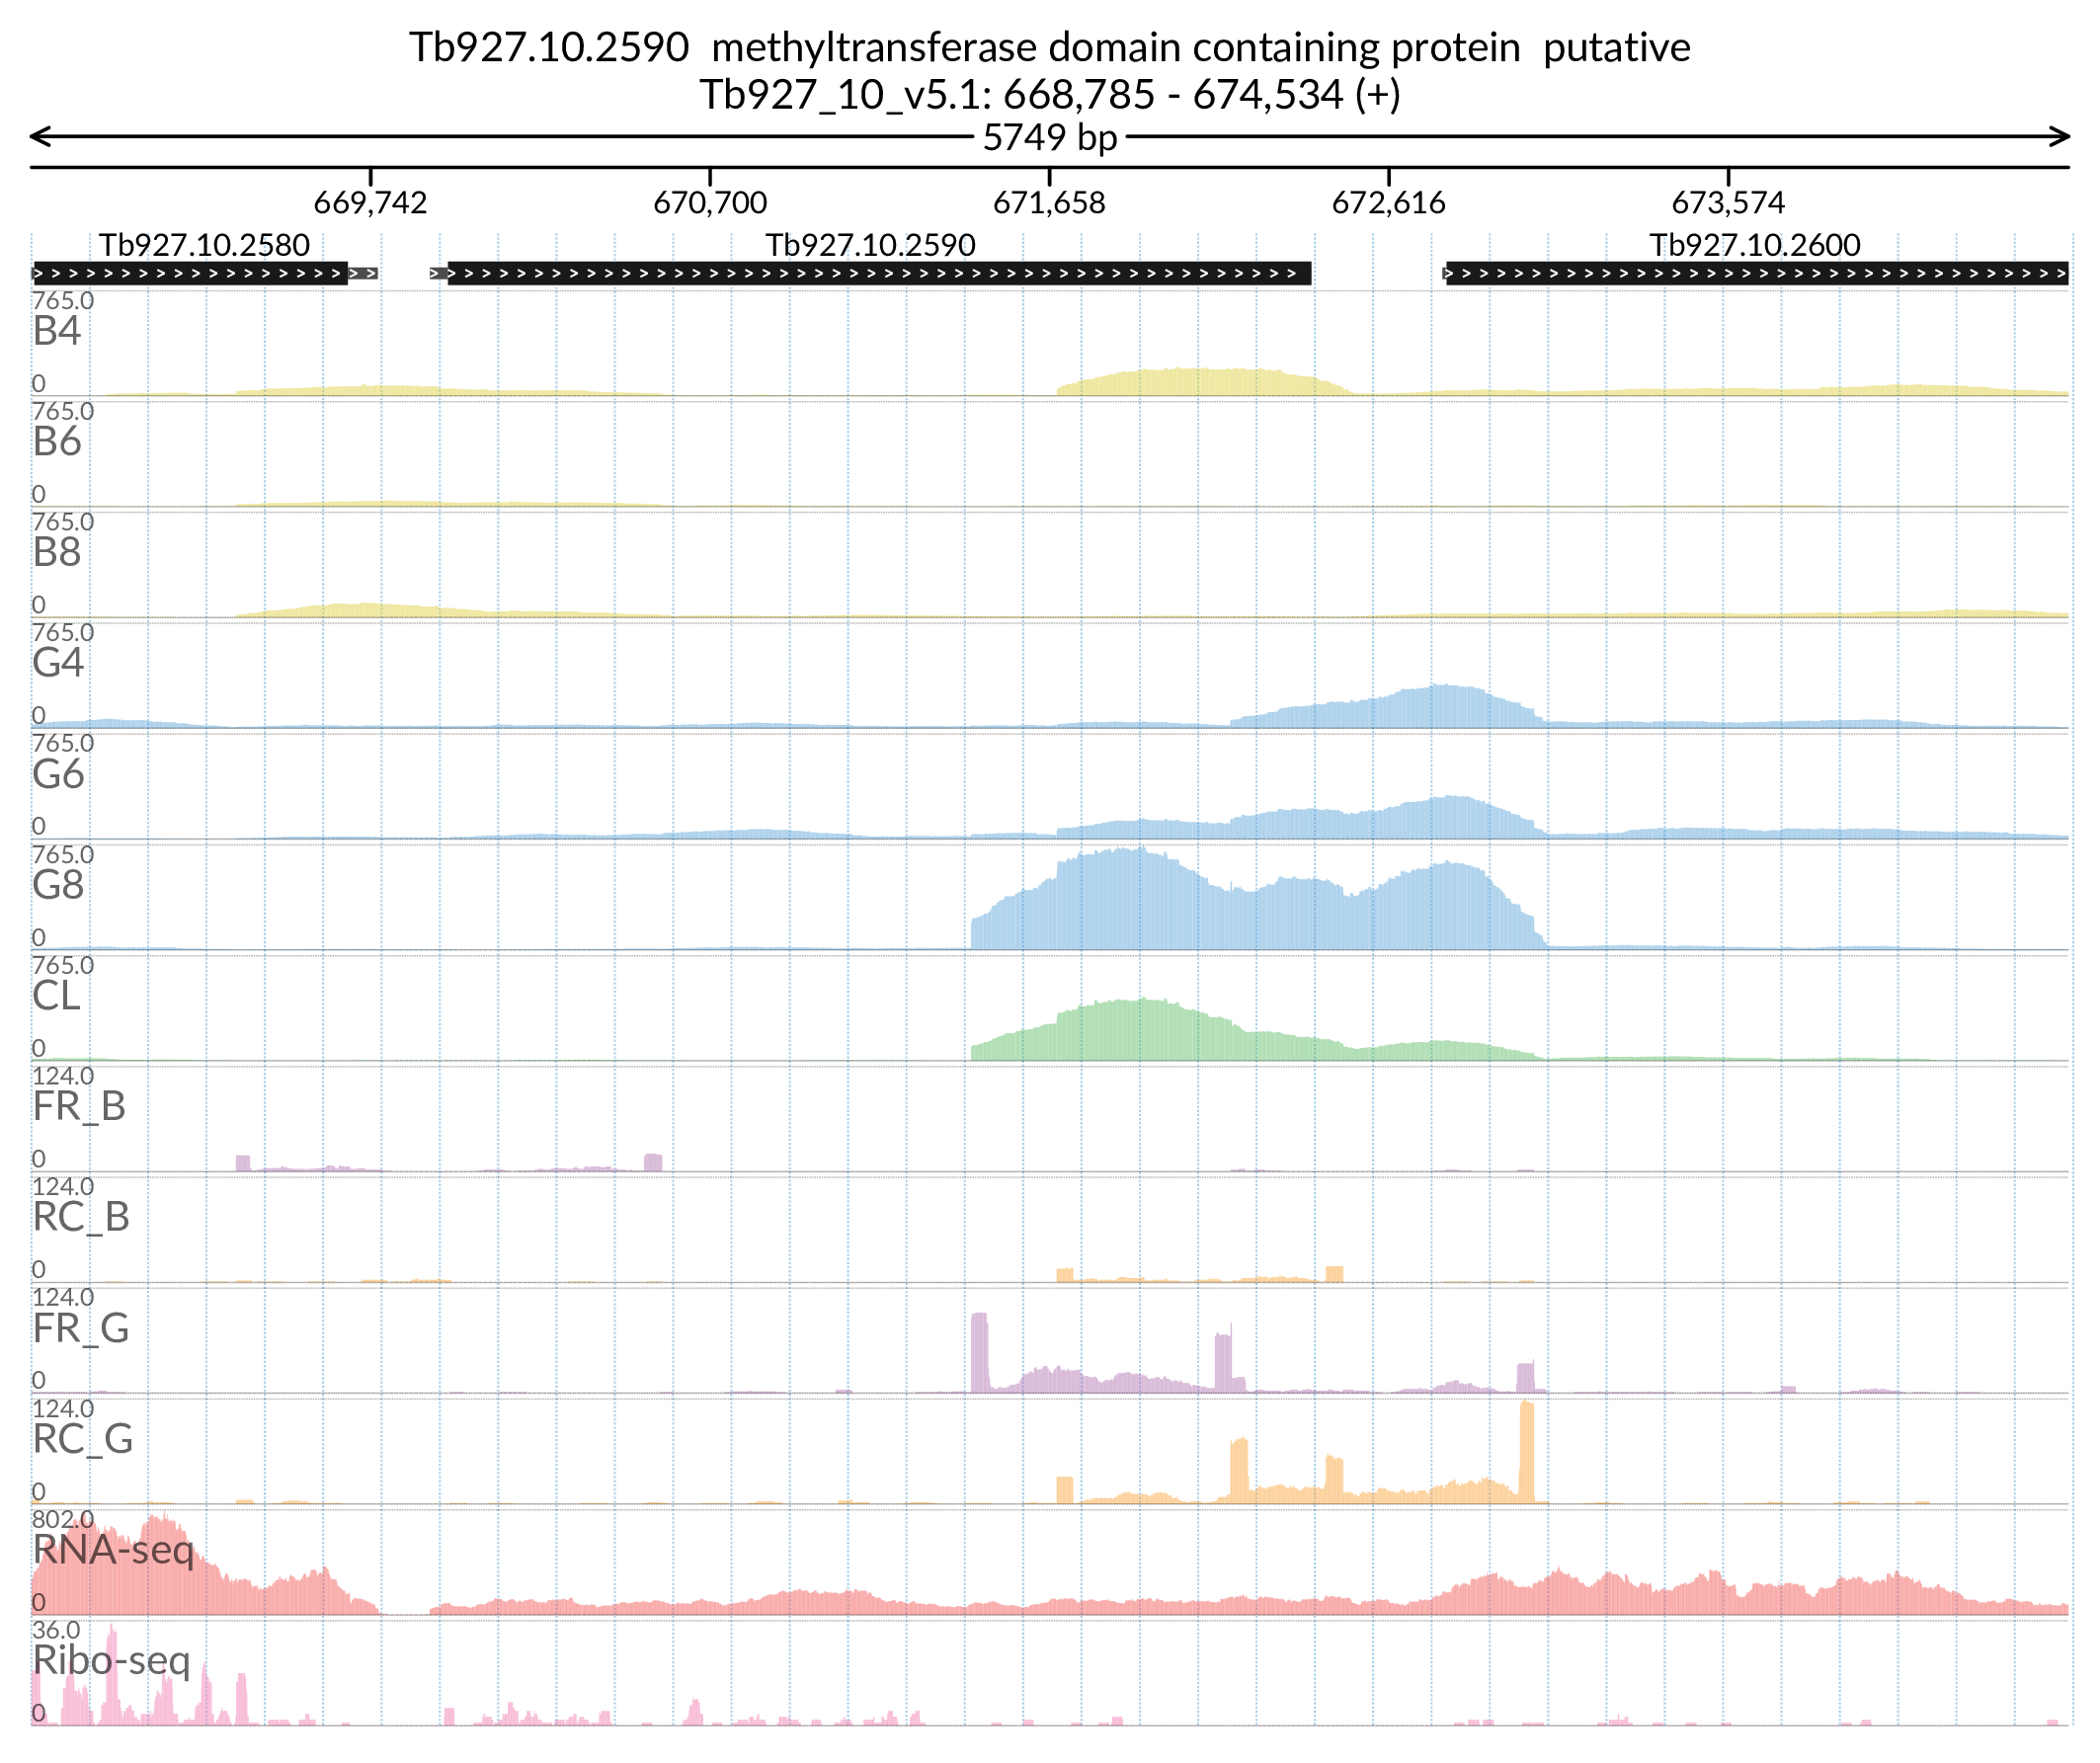 Tb927.10.2590  methyltransferase domain containing protein  putative
Tb927_10_v5.1: 668,785 - 674,534 (+)
5749 bp
669,742 670,700 671,658 672,616 673,574
Tb927.10.2580 Tb927.10.2590 Tb927.10.2600
765.0
B4
0
765.0
B6
0
765.0
B8
0
765.0
G4
0
765.0
G6
0
765.0
G8
0
765.0
CL
0
124.0
FR_B
0
124.0
RC_B
0
124.0
FR_G
0
124.0
RC_G
0
802.0
RNA-seq
0
36.0
Ribo-seq
0